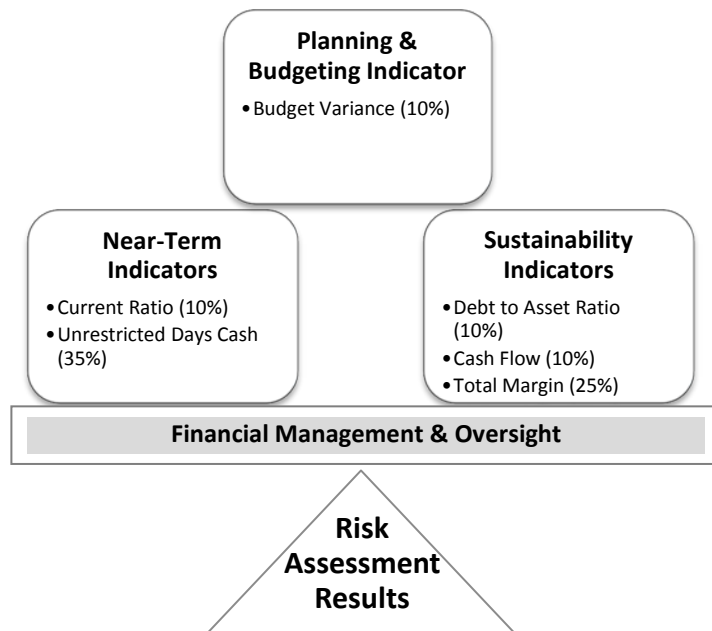 Planning &
Budgeting Indicator
•Budget Variance (10%)
Near-Term
Indicators
•Current Ratio (10%)
•Unrestricted Days Cash
(35%)
Sustainability
Indicators
•Debt to Asset Ratio
(10%)
•Cash Flow (10%)
•Total Margin (25%)
Financial Management & Oversight
Risk
Assessment
Results